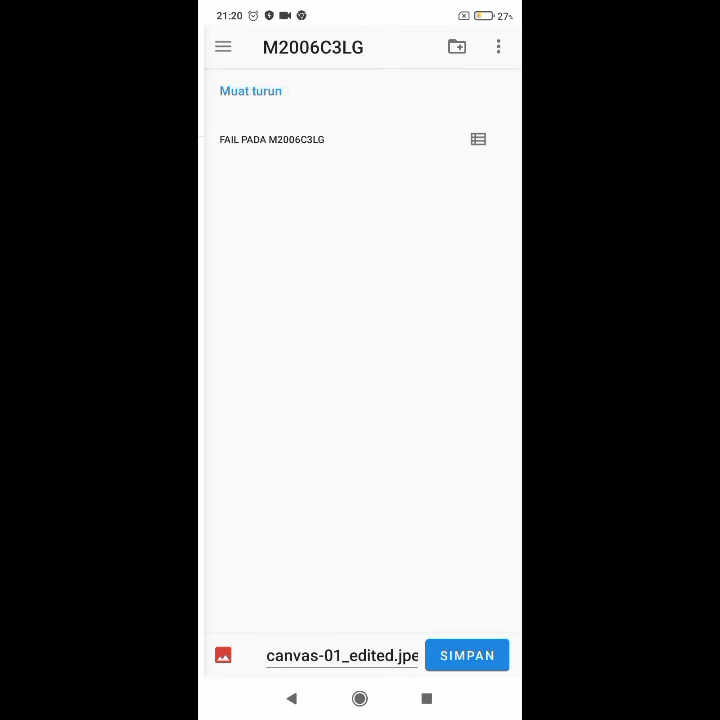 21:20
27%
M2006C3LG
Muat turun
FAIL PADA M2006C3LG
canvas-01_edited.jpe
SIMPAN